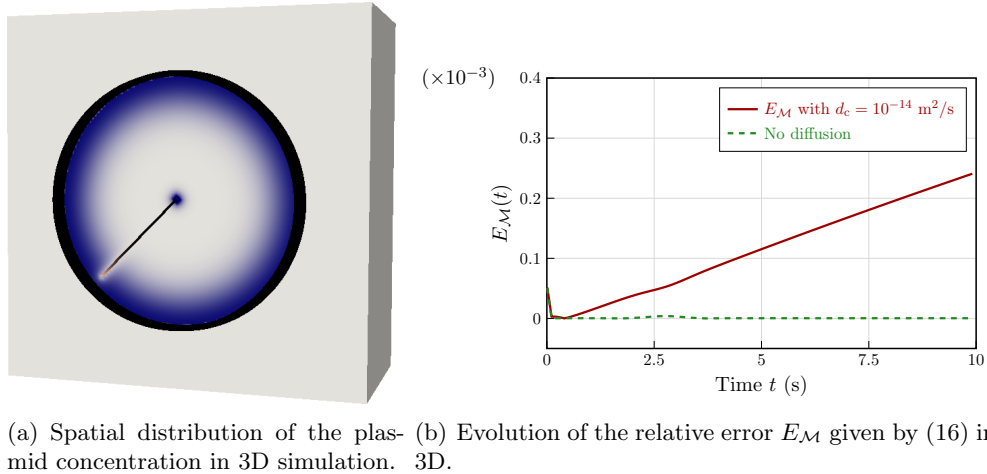 (×10⁻³)
0.4
0.3
0.2
0.1
0
E_M(t)
E_M with d_c = 10⁻¹⁴ m²/s
No diffusion
0 2.5 5 7.5 10
Time t (s)
(a) Spatial distribution of the plas-
mid concentration in 3D simulation.
(b) Evolution of the relative error E_M given by (16) in
3D.